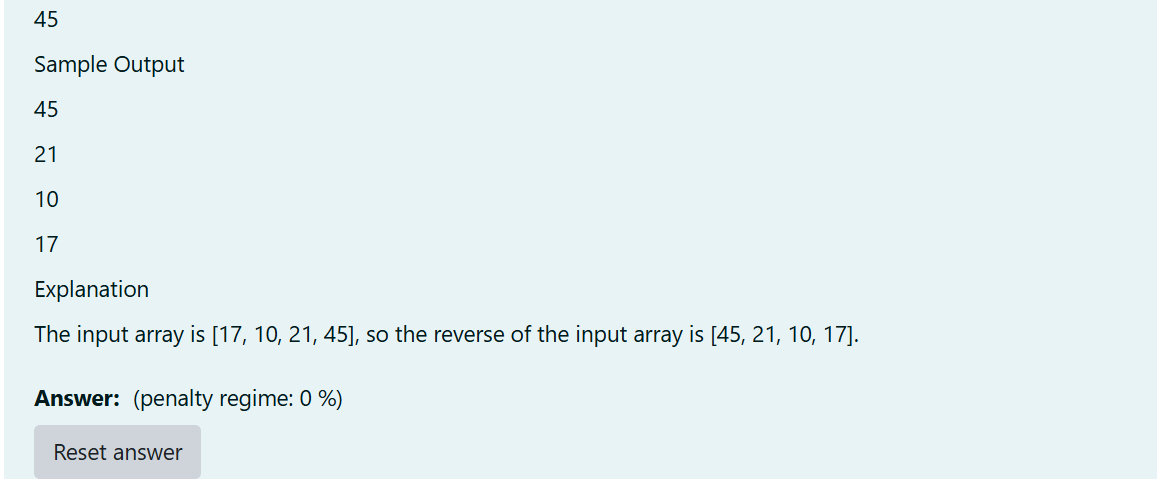 45
Sample Output
45
21
10
17
Explanation
The input array is [17, 10, 21, 45], so the reverse of the input array is [45, 21, 10, 17].
Answer: (penalty regime: 0 %)
Reset answer